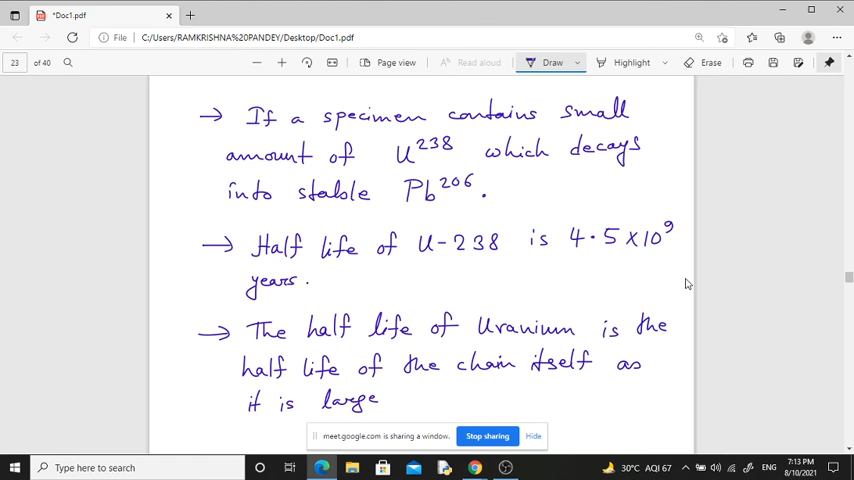 *Doc1.pdf
File C:/Users/RAMKRISHNA%20PANDEY/Desktop/Doc1.pdf
23 of 40 Page view Read aloud Draw Highlight Erase
→ If a specimen contains small
amount of U²³⁸ which decays
into stable Pb²⁰⁶.
→ Half life of U-238 is 4.5×10⁹
years.
→ The half life of Uranium is the
half life of the chain itself as
it is large
meet.google.com is sharing a window. Stop sharing Hide
Type here to search 30°C AQI 67 ENG 7:13 PM
8/10/2021